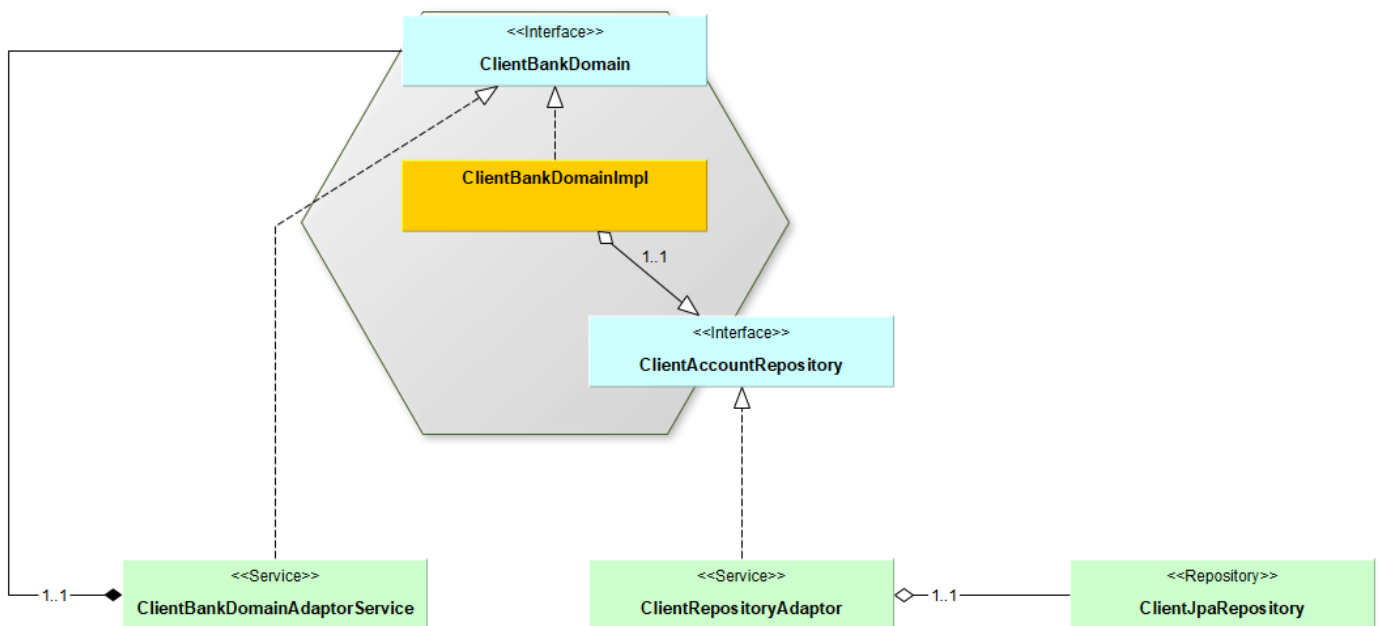 <<Interface>>
ClientBankDomain
ClientBankDomainImpl
1..1
<<Interface>>
ClientAccountRepository
1..1
<<Service>>
ClientBankDomainAdaptorService
<<Service>>
ClientRepositoryAdaptor
1..1
<<Repository>>
ClientJpaRepository